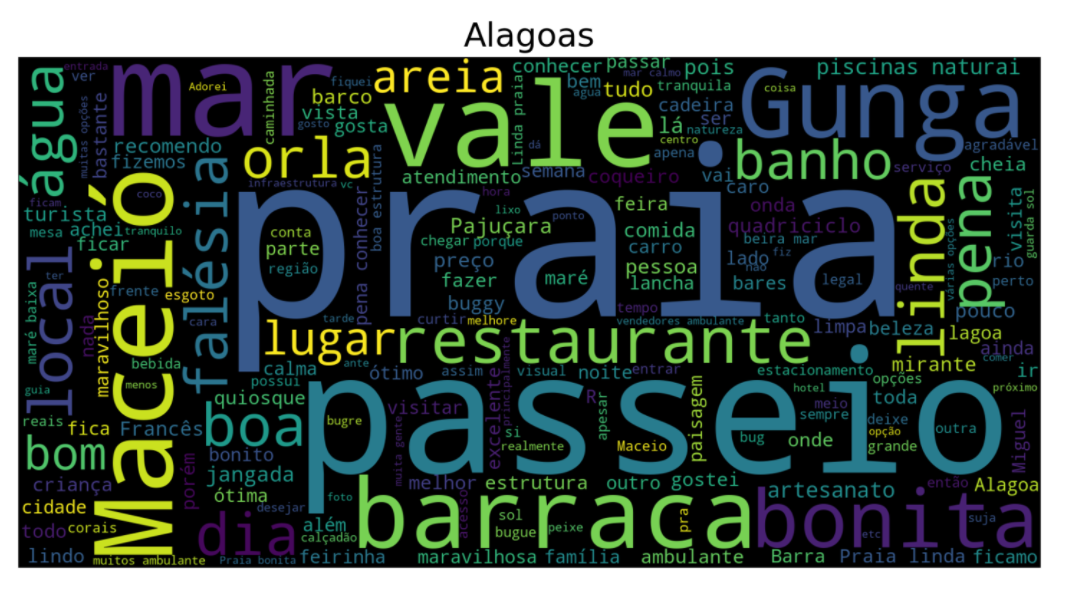 Alagoas
entrada
ver
mar
Adorei
caminhada
fiquei
mar calmo
barco
vista
gosto
gosta
areia
vale
conhecer
passar
bem
água
tudo
pois
tranquila
Linda praia
dá
semana
cadeira
ser
lá
natureza
centro
apena
vai
coisa
Gunga
piscinas naturai
agradável
água
muitas opções
bastante
recomendo
fizemos
orla
infraestrutura
vc
boa estrutura
atendimento
hora
coqueiro
caro
banho
serviço
cheia
ficam
coco
turista
mesa
achei
tranquilo
ficar
Maceió
falésia
praia
conta
parte
região
pena conhecer
lixo
Pajuçara
chegar
porque
preço
fazer
ponto
feira
maré
comida
carro
pessoa
lancha
onda
quadriciclo
beira mar
lado
não
fiz
bares
legal
linda
várias opções
pena
rio
visita
guarda sol
perto
quente
pouco
local
ter
frente
maravilhoso
esgoto
nada
cara
maré baixa
tarde
buggy
curtir
melhore
tempo
vendedores ambulante
tanto
limpa
beleza
lagoa
ainda
lugar
restaurante
principalmente
bebida
menos
guia
calma
possui
ante
ótimo
assim
visual
noite
entrar
estacionamento
mirante
comer
ir
hotel
opções
próximo
reais
fica
Francês
quiosque
boa
bugre
passeio
visitar
excelente
si
realmente
R
apesar
Maceio
paisagem
bug
meio
sempre
onde
deixe
toda
opção
grande
outra
Miguel
bom
bonito
porém
jangada
muita gente
melhor
estrutura
outro
gostei
artesanato
então
Alagoa
criança
ótima
desejar
foto
cidade
todo
corais
dia
além
calçadão
barraca
acesso
sol
bugue
peixe
pra
bonita
etc
suja
lindo
muitos ambulante
Praia bonita
feirinha
maravilhosa
família
ambulante
Barra
Praia linda
ficamo